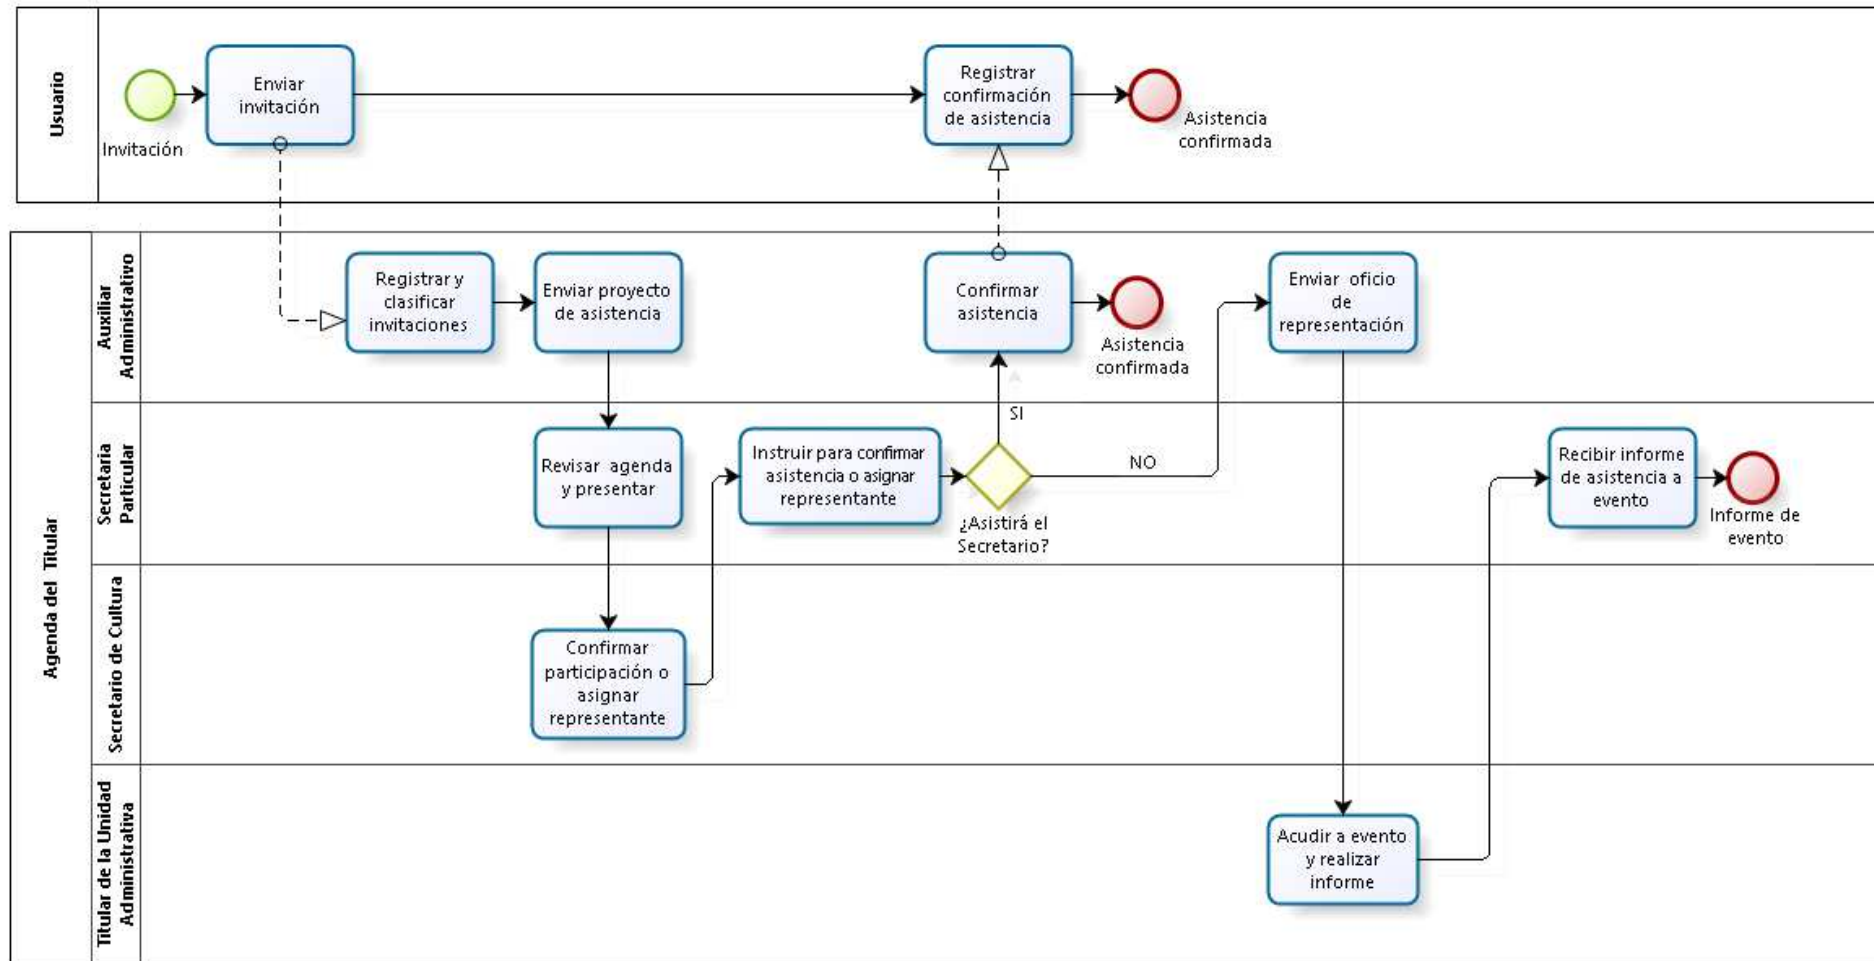 Usuario
Invitación
Enviar
invitación
Registrar
confirmación
de asistencia
Asistencia
confirmada
Agenda del Titular
Auxiliar
Administrativo
Registrar y
clasificar
invitaciones
Enviar proyecto
de asistencia
Confirmar
asistencia
Asistencia
confirmada
Enviar oficio
de
representación
Secretaria
Particular
Revisar agenda
y presentar
Instruir para confirmar
asistencia o asignar
representante
SI
NO
¿Asistirá el
Secretario?
Recibir informe
de asistencia a
evento
Informe de
evento
Secretario de Cultura
Confirmar
participación o
asignar
representante
Titular de la Unidad
Administrativa
Acudir a evento
y realizar
informe